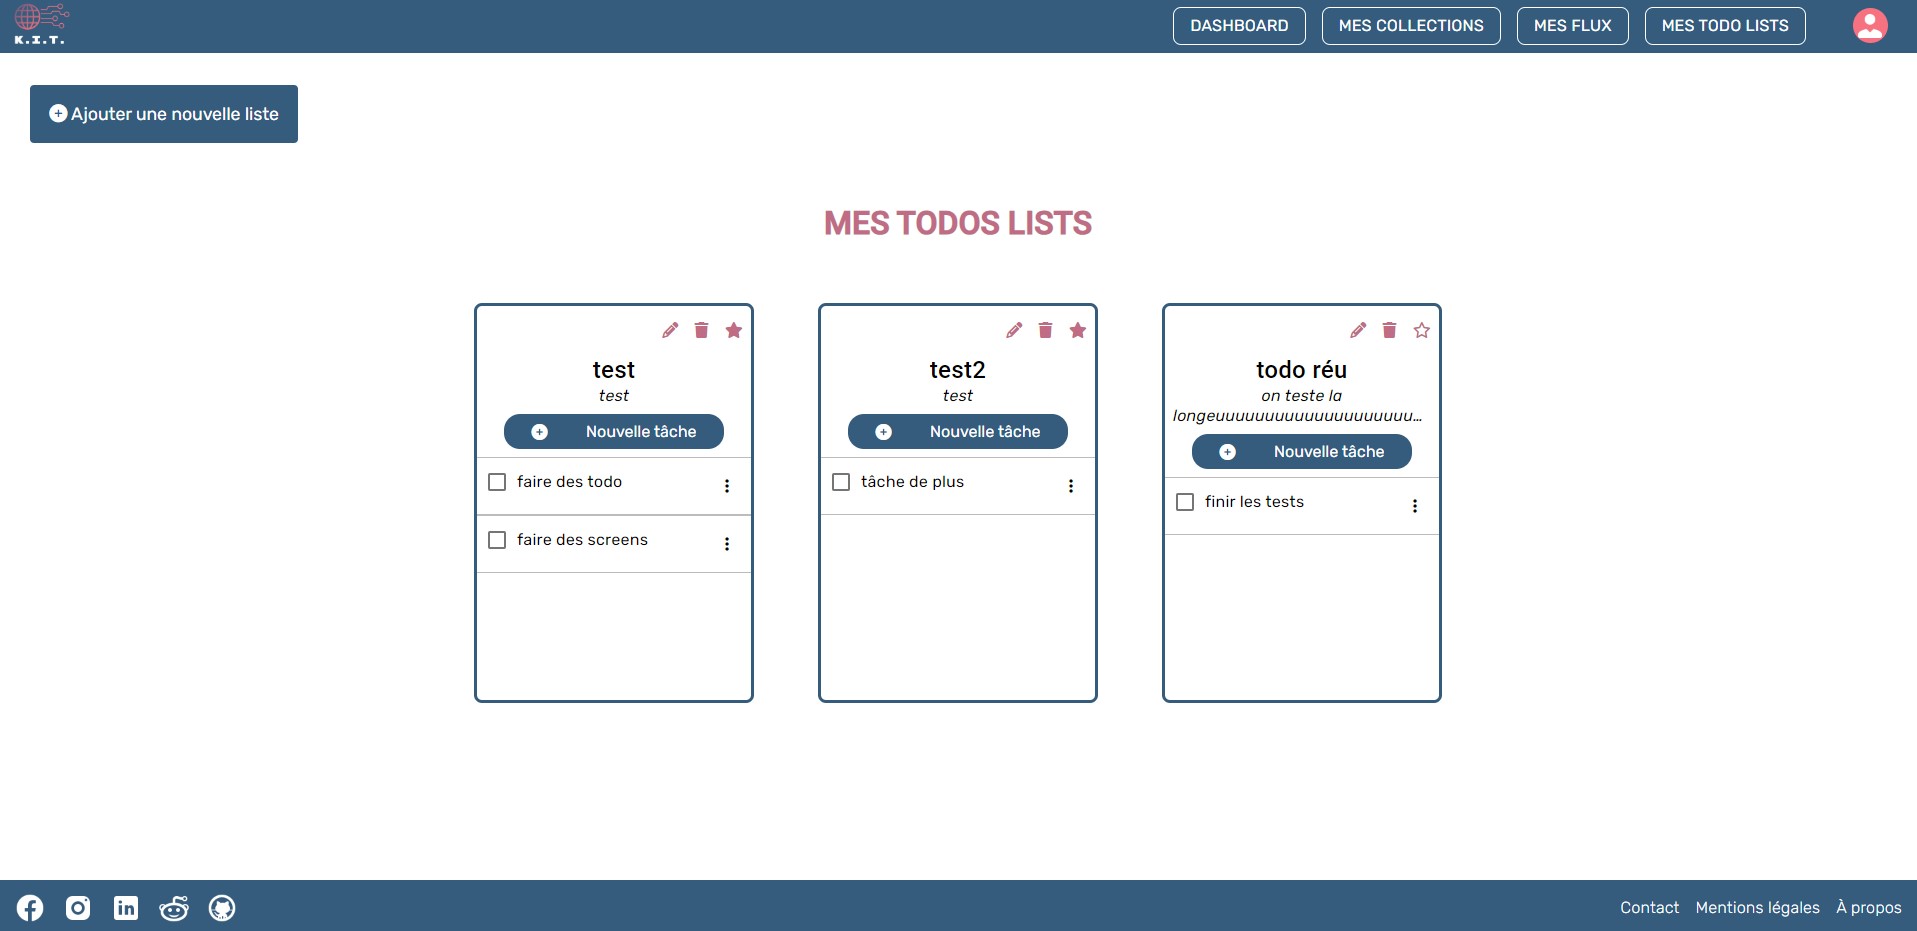 K.I.T.
DASHBOARD
MES COLLECTIONS
MES FLUX
MES TODO LISTS
Ajouter une nouvelle liste
MES TODOS LISTS
test
test
Nouvelle tâche
faire des todo
faire des screens
test2
test
Nouvelle tâche
tâche de plus
todo réu
on teste la
longeuuuuuuuuuuuuuuuuuuuu…
Nouvelle tâche
finir les tests
Contact
Mentions légales
À propos